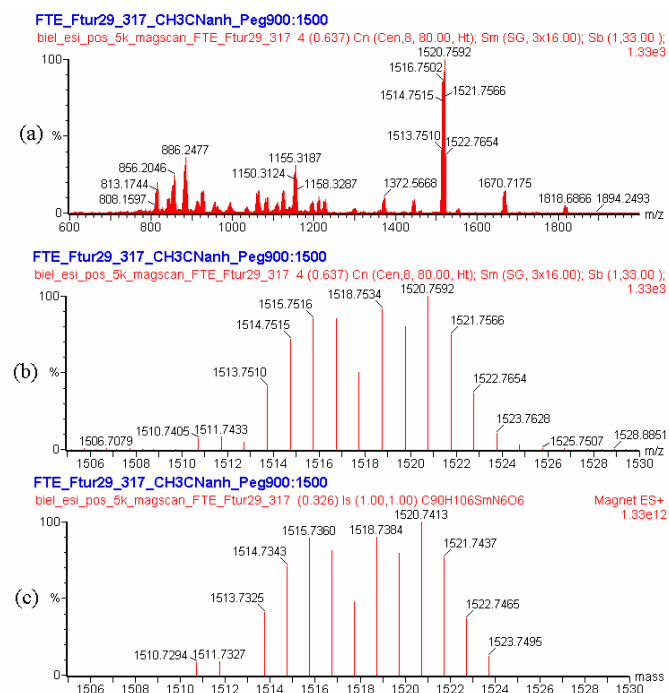 FTE_Ftur29_317_CH3CNanh_Peg900:1500
biel_esi_pos_5k_magscan_FTE_Ftur29_317 4 (0.637) Cn (Cen,8, 80.00, Ht); Sm (SG, 3x16.00); Sb (1,33.00 );
1.33e3
100
%
0
(a)
1520.7592
1516.7502
1514.7515
1521.7566
1513.7510
1522.7654
886.2477
856.2046
813.1744
808.1597
1155.3187
1150.3124
1158.3287
1372.5668
1670.7175
1818.6866
1894.2493
600 800 1000 1200 1400 1600 1800
m/z
FTE_Ftur29_317_CH3CNanh_Peg900:1500
biel_esi_pos_5k_magscan_FTE_Ftur29_317 4 (0.637) Cn (Cen,8, 80.00, Ht); Sm (SG, 3x16.00); Sb (1,33.00 );
1.33e3
100
%
0
(b)
1520.7592
1518.7534
1515.7516
1514.7515
1521.7566
1513.7510
1522.7654
1523.7628
1510.7405
1511.7433
1506.7079
1525.7507
1528.8851
m/z
1506 1508 1510 1512 1514 1516 1518 1520 1522 1524 1526 1528 1530
FTE_Ftur29_317_CH3CNanh_Peg900:1500
biel_esi_pos_5k_magscan_FTE_Ftur29_317 (0.326) Is (1.00,1.00) C90H106SmN6O6
Magnet ES+
1.33e12
100
%
0
(c)
1520.7413
1518.7384
1515.7360
1514.7343
1521.7437
1513.7325
1522.7465
1523.7495
1510.7294
1511.7327
mass
1506 1508 1510 1512 1514 1516 1518 1520 1522 1524 1526 1528 1530